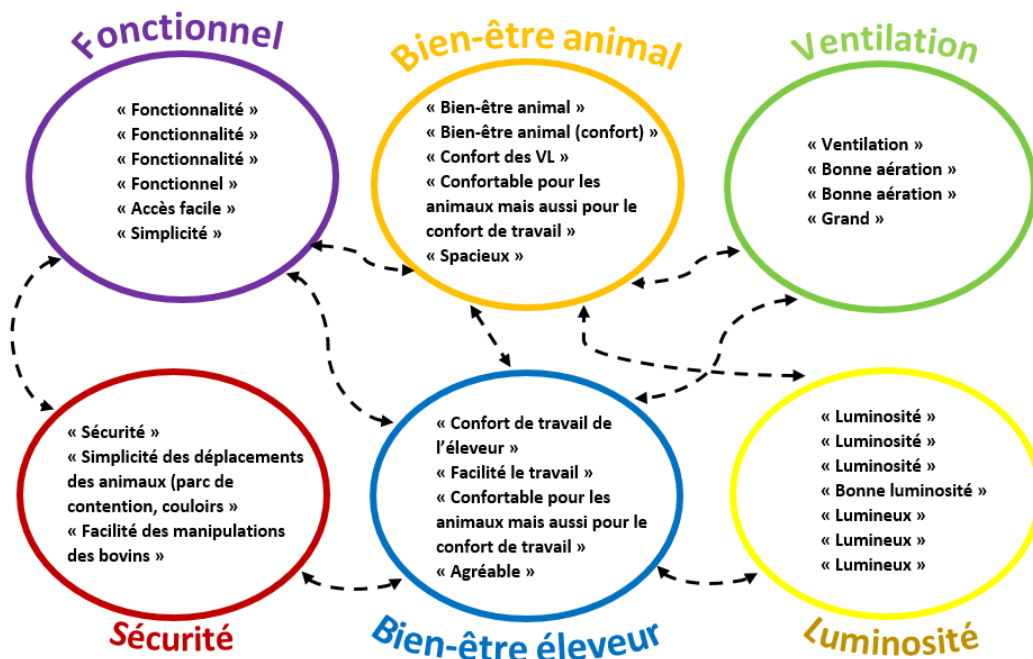 Fonctionnel
« Fonctionnalité »
« Fonctionnalité »
« Fonctionnalité »
« Fonctionnel »
« Accès facile »
« Simplicité »
Bien-être animal
« Bien-être animal »
« Bien-être animal (confort) »
« Confort des VL »
« Confortable pour les
animaux mais aussi pour le
confort de travail »
« Spacieux »
Ventilation
« Ventilation »
« Bonne aération »
« Bonne aération »
« Grand »
« Sécurité »
« Simplicité des déplacements
des animaux (parc de
contention, couloirs »
« Facilité des manipulations
des bovins »
Sécurité
« Confort de travail de
l’éleveur »
« Facilité le travail »
« Confortable pour les
animaux mais aussi pour le
confort de travail »
« Agréable »
Bien-être éleveur
« Luminosité »
« Luminosité »
« Luminosité »
« Bonne luminosité »
« Lumineux »
« Lumineux »
« Lumineux »
Luminosité